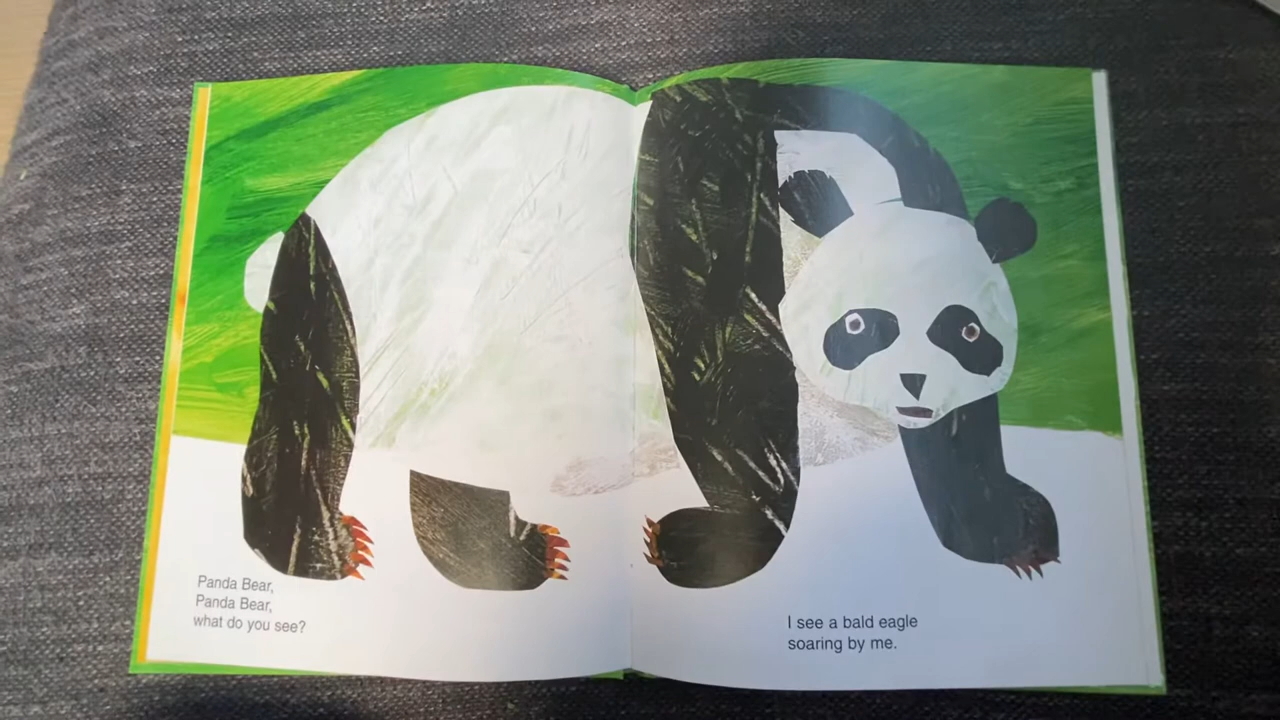 Panda Bear,
Panda Bear,
what do you see?
I see a bald eagle
soaring by me.